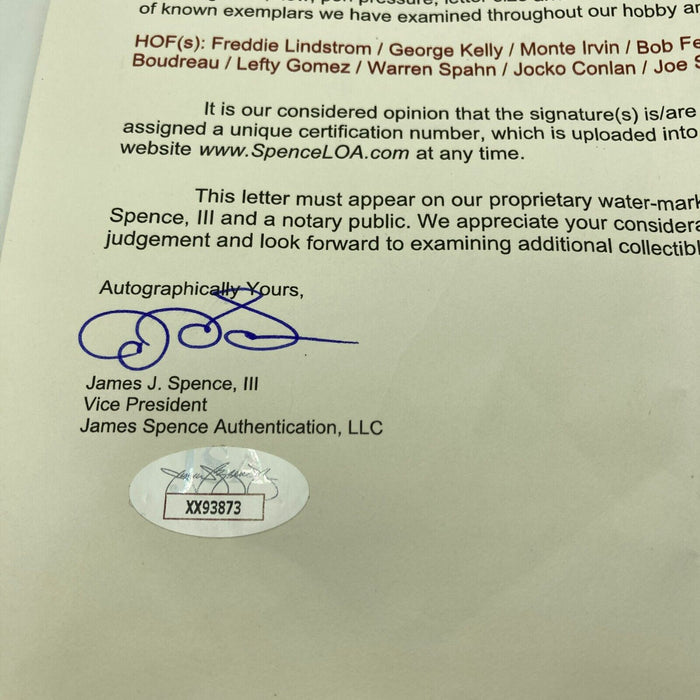 of known exemplars we have examined throughout our hobby
HOF(s): Freddie Lindstrom / George Kelly / Monte Irvin / Bob Fe
Boudreau / Lefty Gomez / Warren Spahn / Jocko Conlan / Joe S
It is our considered opinion that the signature(s) is/are
assigned a unique certification number, which is uploaded into
website www.SpenceLOA.com at any time.
This letter must appear on our proprietary water-mark
Spence, III and a notary public. We appreciate your considera
judgement and look forward to examining additional collectibl
Autographically Yours,
James J. Spence, III
Vice President
James Spence Authentication, LLC
XX93873